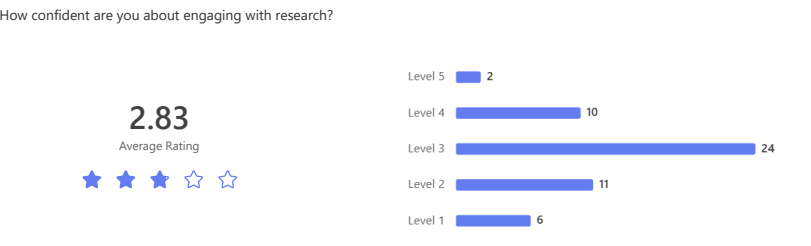 How confident are you about engaging with research?
2.83
Average Rating
Level 5 2
Level 4 10
Level 3 24
Level 2 11
Level 1 6